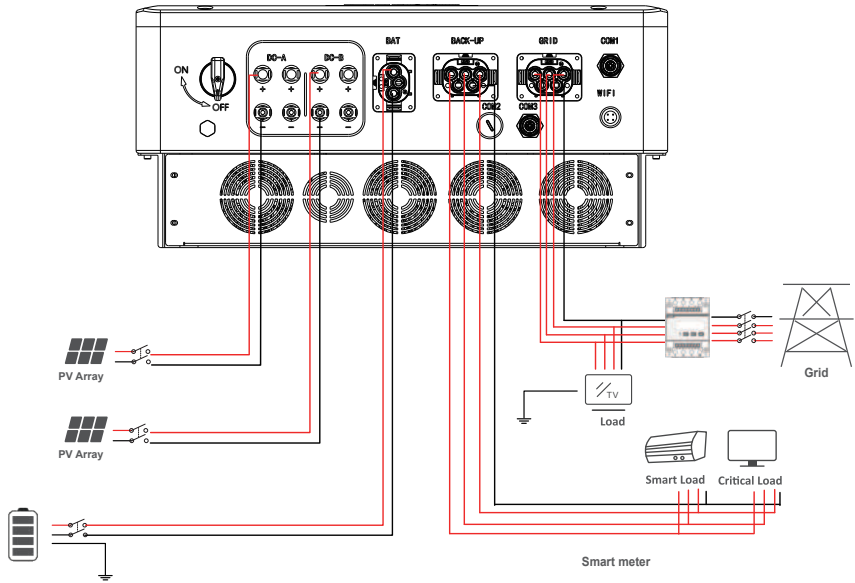 BAT
BACK-UP
GRID
COM1
DC-A
DC-B
ON
OFF
+
+
+
+
-
-
-
-
WIFI
COM2
COM3
PV Array
TV
Load
Grid
PV Array
Smart Load
Critical Load
Smart meter